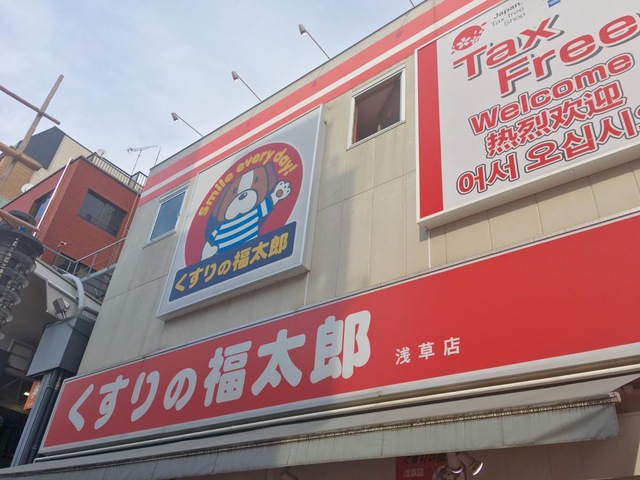 Japan.
Tax-free
Shop
Tax
Free
Welcome
热烈欢迎
어서 오십시
Smile every day!
くすりの福太郎
くすりの福太郎
浅草店